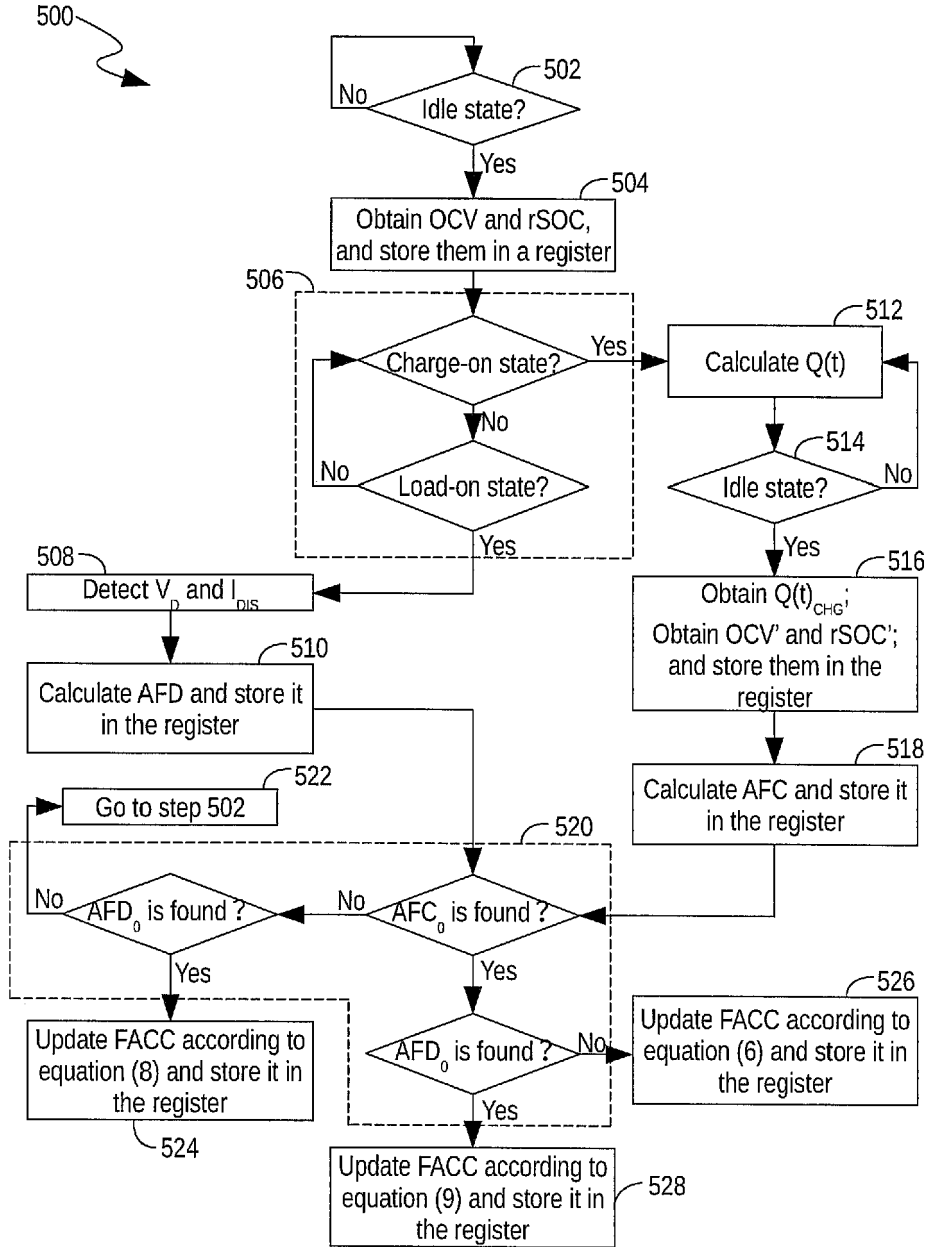 500
502
No
Idle state?
Yes
504
Obtain OCV and rSOC,
and store them in a register
506
512
Charge-on state?
Yes
Calculate Q(t)
No
514
No
Load-on state?
Idle state?
No
Yes
Yes
508
516
Detect V_D and I_DIS
Obtain Q(t)_CHG;
Obtain OCV' and rSOC';
and store them in the
register
510
Calculate AFD and store it
in the register
518
522
Calculate AFC and store it
in the register
Go to step 502
520
No
AFD_0 is found ?
No
AFC_0 is found ?
Yes
Yes
526
Update FACC according to
equation (8) and store it in
the register
AFD_0 is found ?
No
Update FACC according to
equation (6) and store it in
the register
Yes
524
Update FACC according to
equation (9) and store it in
the register
528